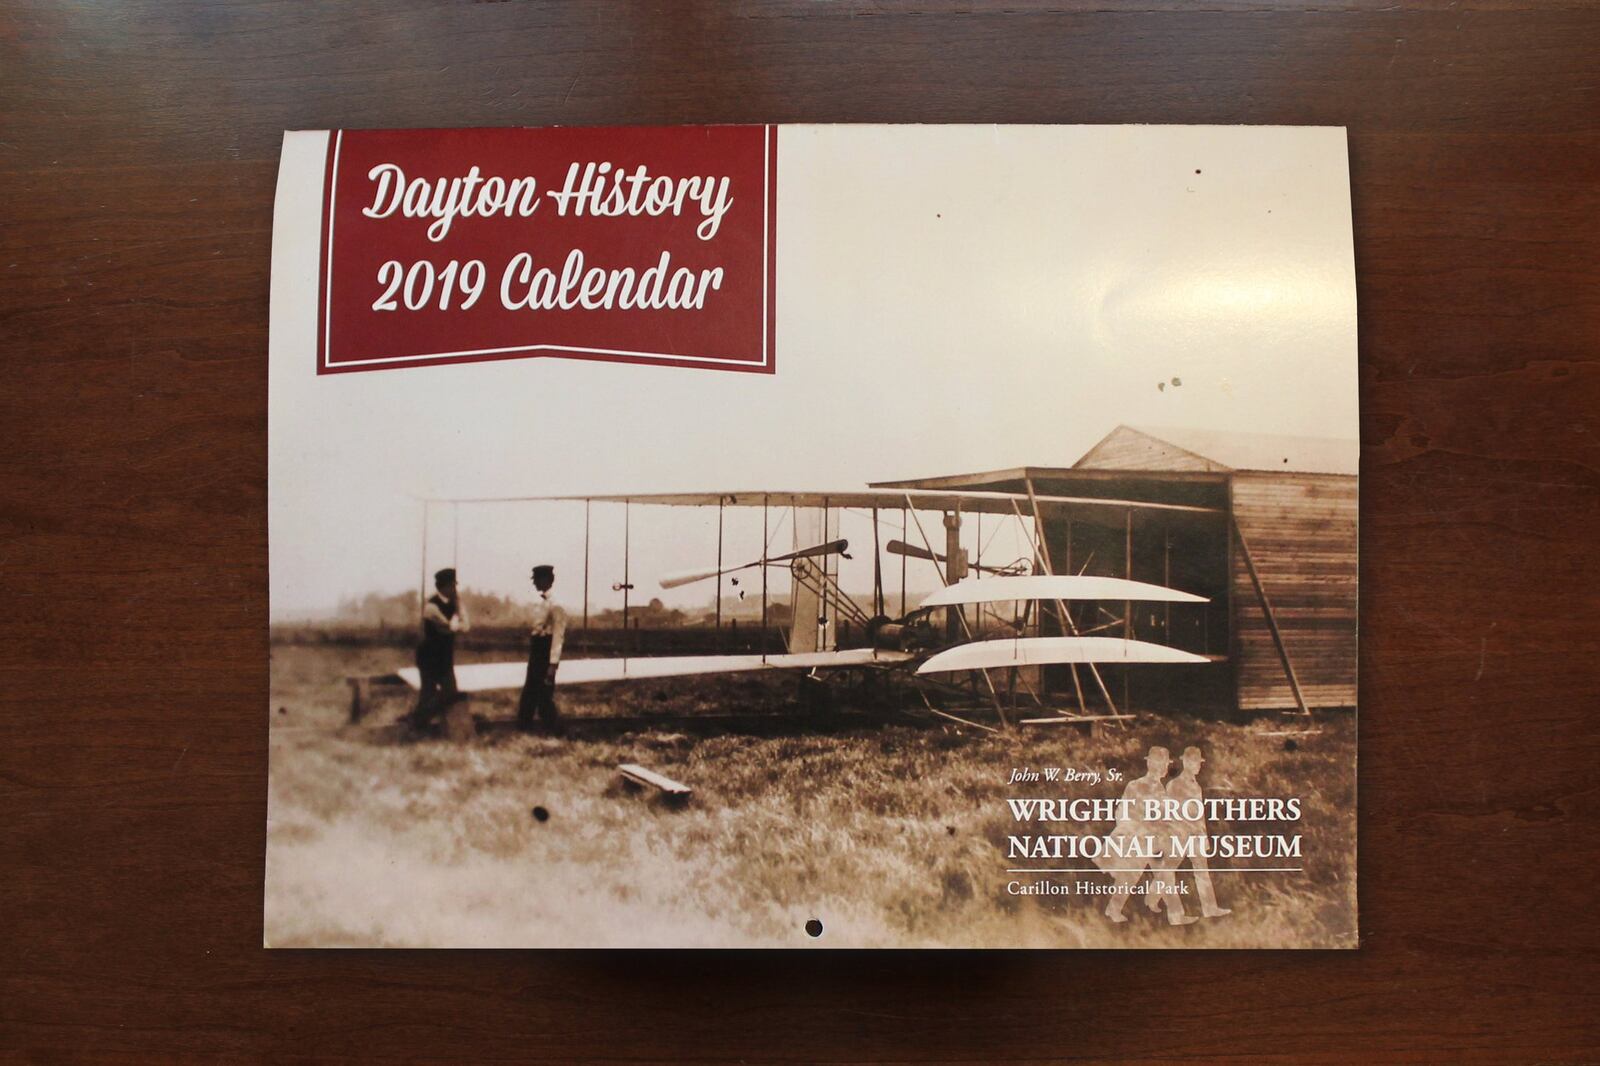 Dayton History
2019 Calendar
John W. Berry, Sr.
WRIGHT BROTHERS
NATIONAL MUSEUM
Carillon Historical Park